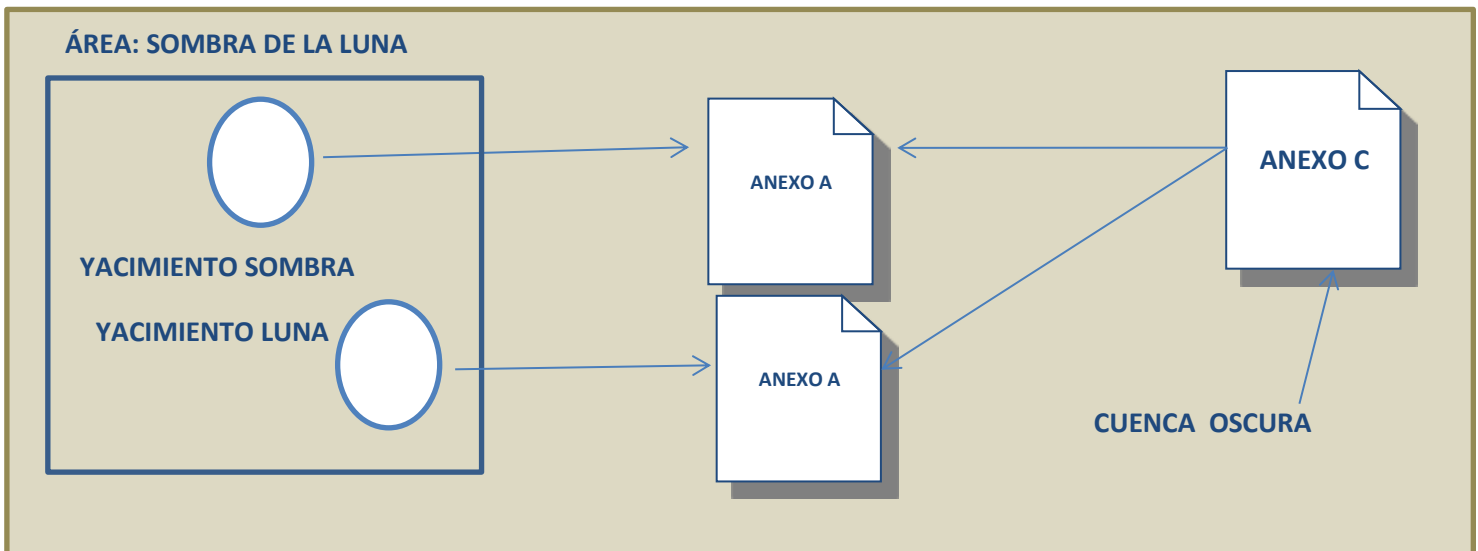 ÁREA: SOMBRA DE LA LUNA
ANEXO A
ANEXO C
YACIMIENTO SOMBRA
YACIMIENTO LUNA
ANEXO A
CUENCA OSCURA